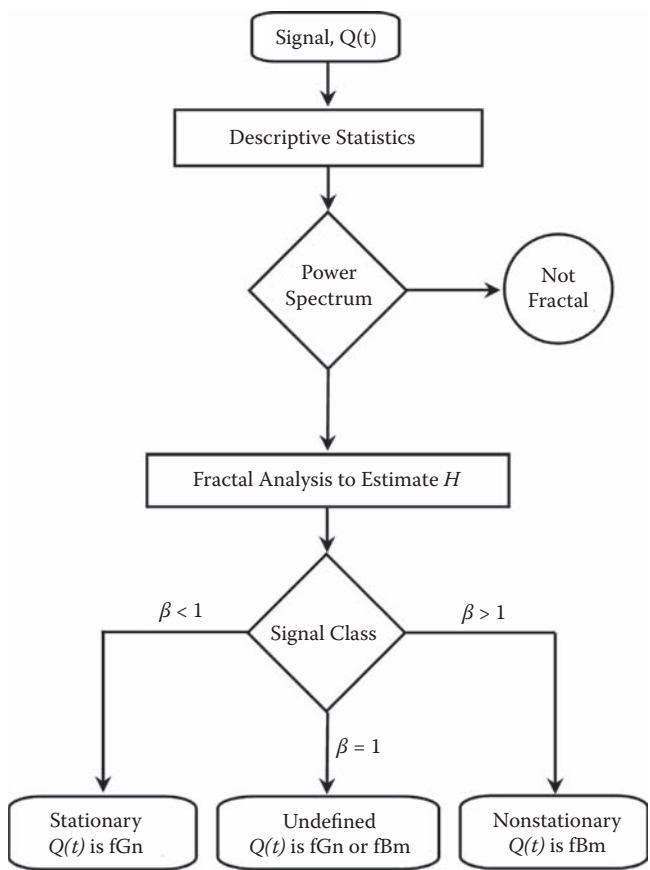 Signal, Q(t)
Descriptive Statistics
Power
Spectrum
Not
Fractal
Fractal Analysis to Estimate H
β < 1
β > 1
Signal Class
β = 1
Stationary
Q(t) is fGn
Undefined
Q(t) is fGn or fBm
Nonstationary
Q(t) is fBm